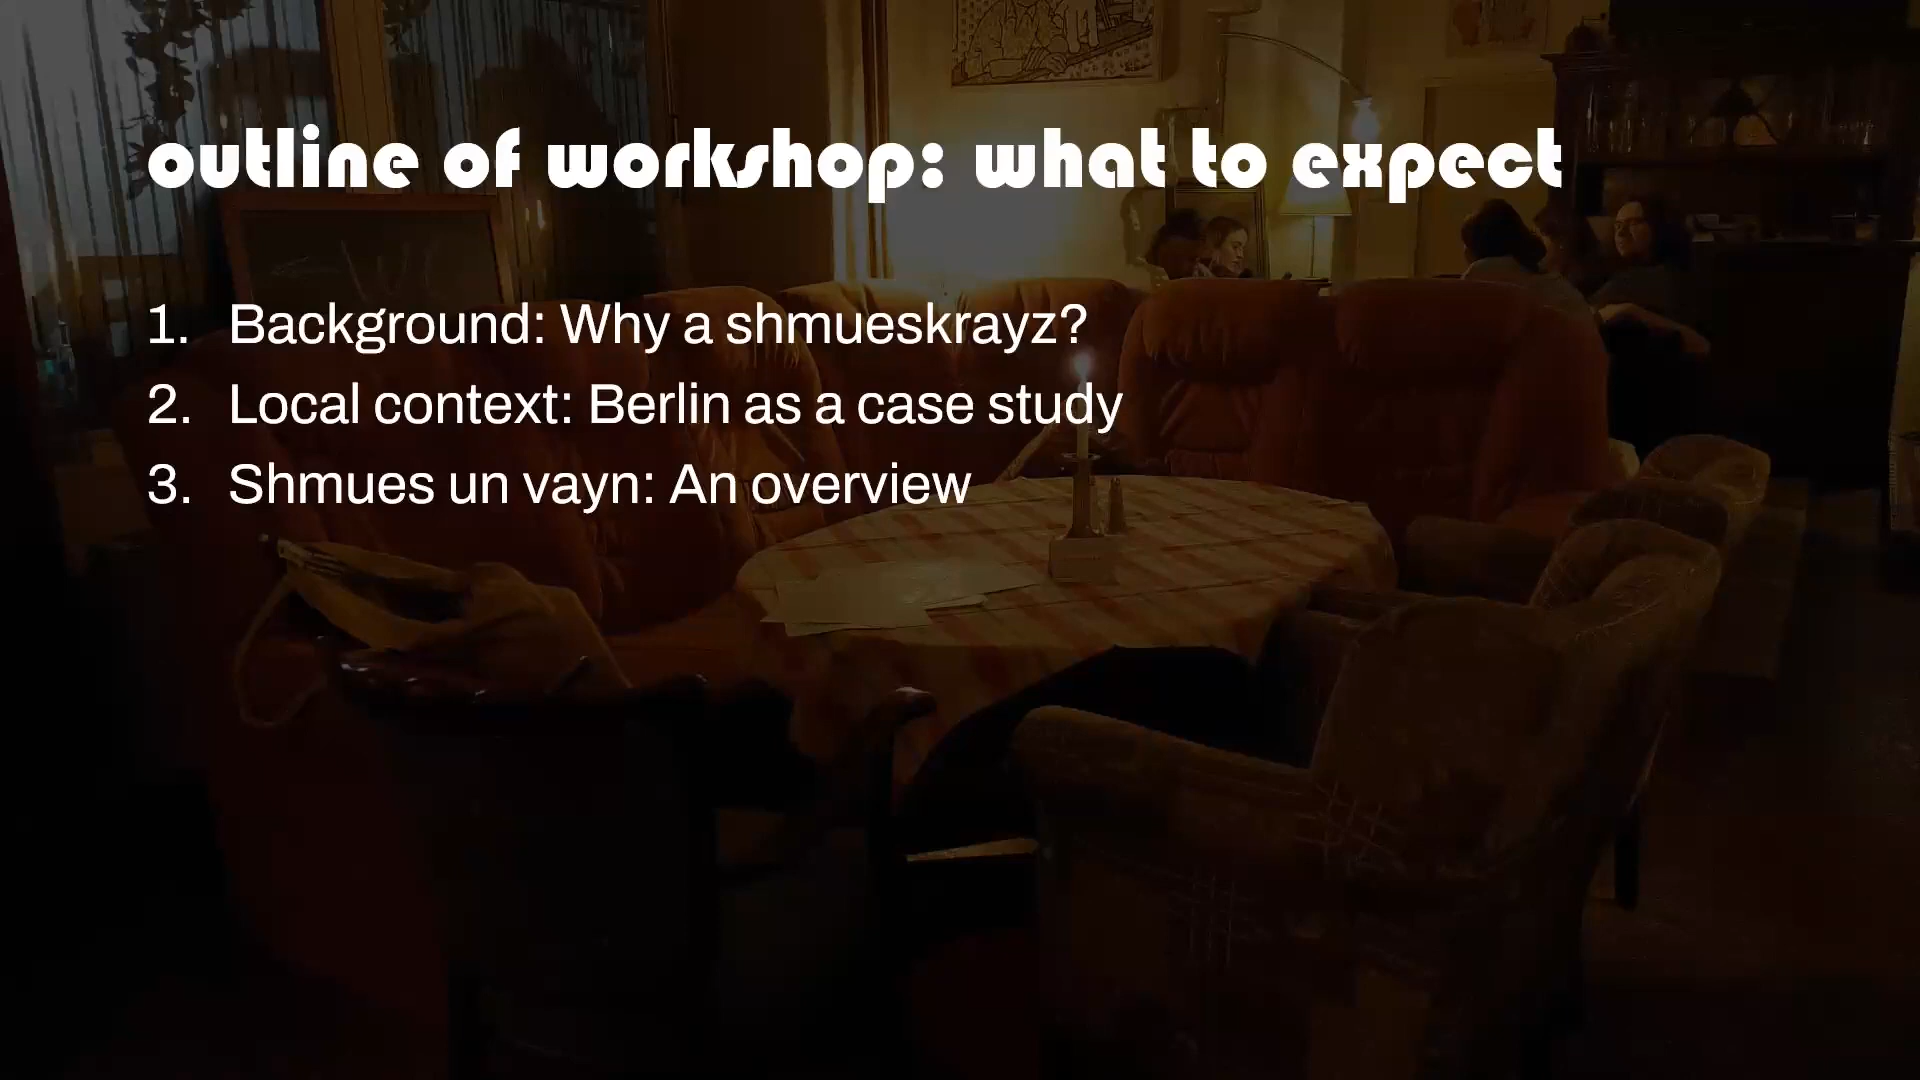 outline of workshop: what to expect
1. Background: Why a shmueskrayz?
2. Local context: Berlin as a case study
3. Shmues un vayn: An overview